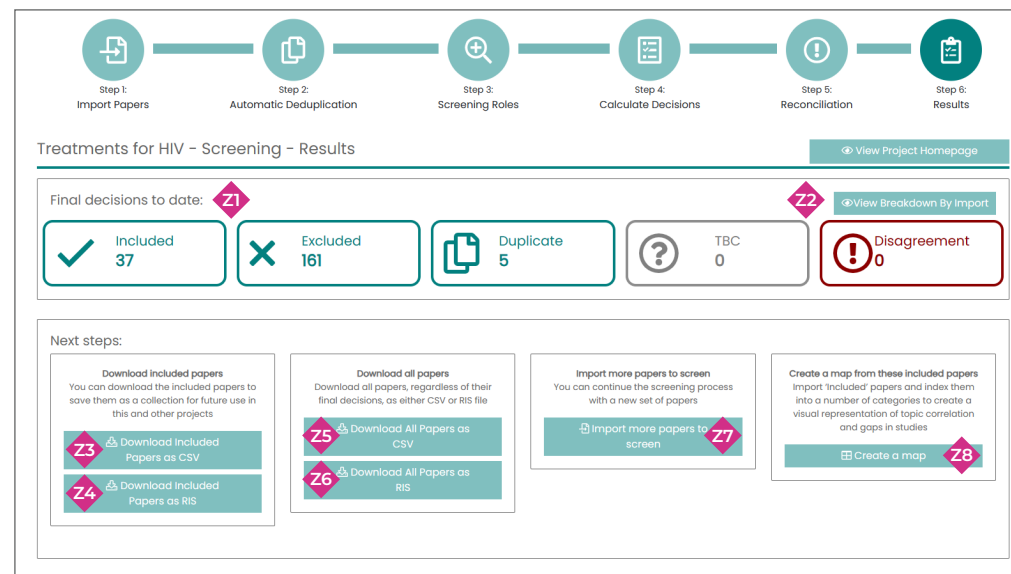 Step 1:
Import Papers
Step 2:
Automatic Deduplication
Step 3:
Screening Roles
Step 4:
Calculate Decisions
Step 5:
Reconciliation
Step 6:
Results
Treatments for HIV - Screening - Results
View Project Homepage
Final decisions to date:
Z1
Z2
View Breakdown By Import
Included
37
Excluded
161
Duplicate
5
TBC
0
Disagreement
0
Next steps:
Download included papers
You can download the included papers to
save them as a collection for future use in
this and other projects
Z3
Download Included
Papers as CSV
Z4
Download Included
Papers as RIS
Download all papers
Download all papers, regardless of their
final decisions, as either CSV or RIS file
Z5
Download All Papers as
CSV
Z6
Download All Papers as
RIS
Import more papers to screen
You can continue the screening process
with a new set of papers
Import more papers to
screen
Z7
Create a map from these included papers
Import 'Included' papers and index them
into a number of categories to create a
visual representation of topic correlation
and gaps in studies
Create a map
Z8